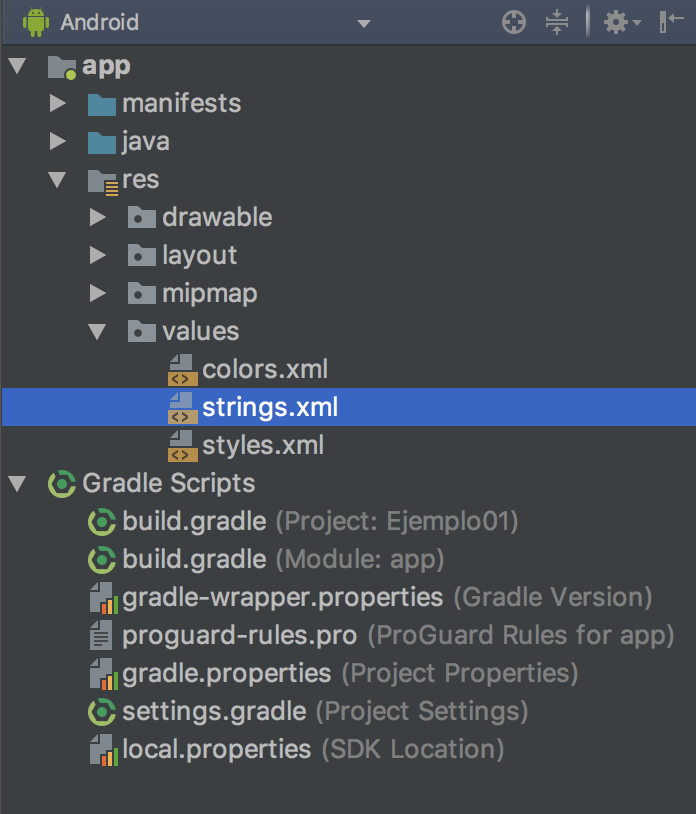 Android
app
manifests
java
res
drawable
layout
mipmap
values
colors.xml
strings.xml
styles.xml
Gradle Scripts
build.gradle (Project: Ejemplo01)
build.gradle (Module: app)
gradle-wrapper.properties (Gradle Version)
proguard-rules.pro (ProGuard Rules for app)
gradle.properties (Project Properties)
settings.gradle (Project Settings)
local.properties (SDK Location)